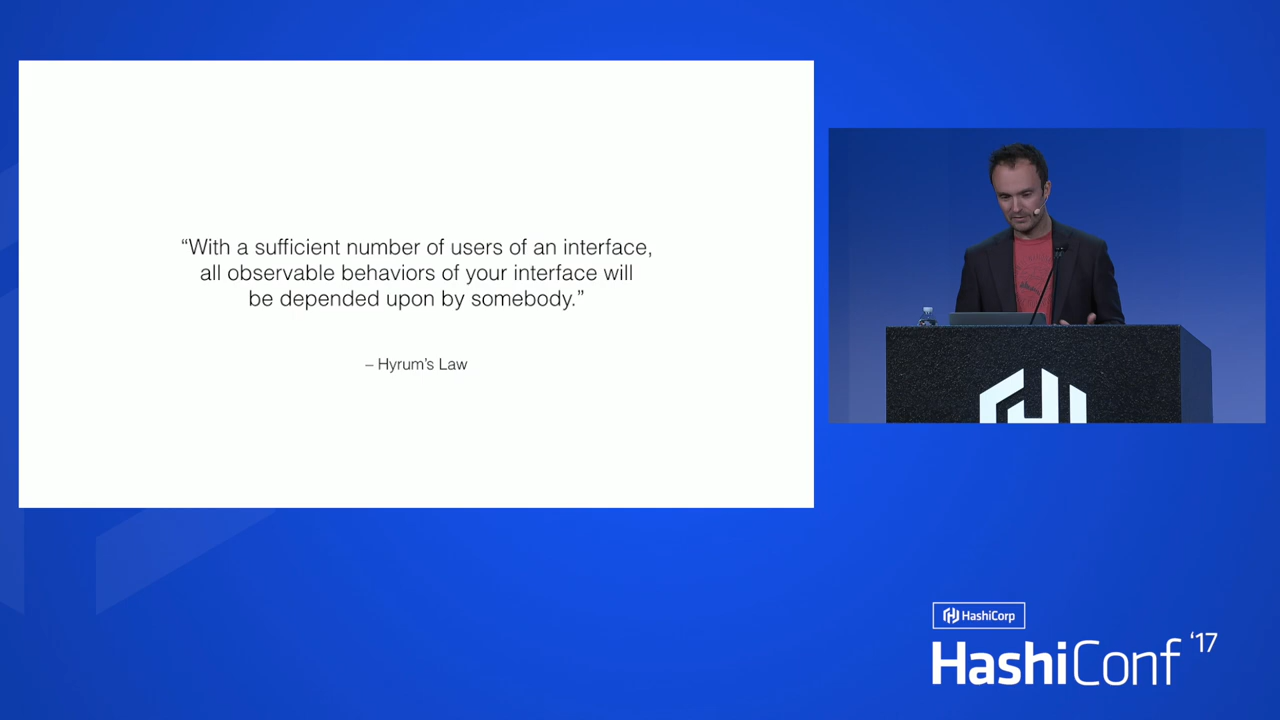 “With a sufficient number of users of an interface,
all observable behaviors of your interface will
be depended upon by somebody.”
– Hyrum’s Law
HashiCorp
HashiConf ‘17